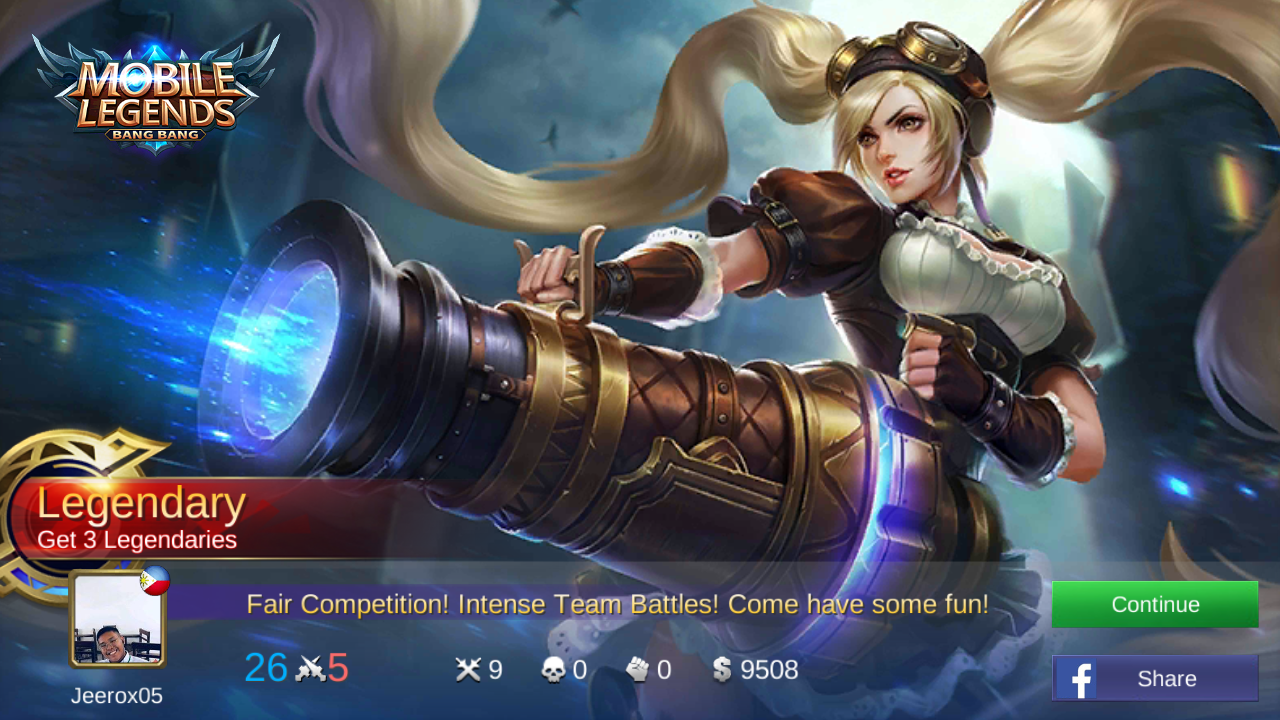 MOBILE
LEGENDS
BANG BANG
Legendary
Get 3 Legendaries
Fair Competition! Intense Team Battles! Come have some fun!
Continue
26 5 9 0 0 $ 9508
f Share
Jeerox05